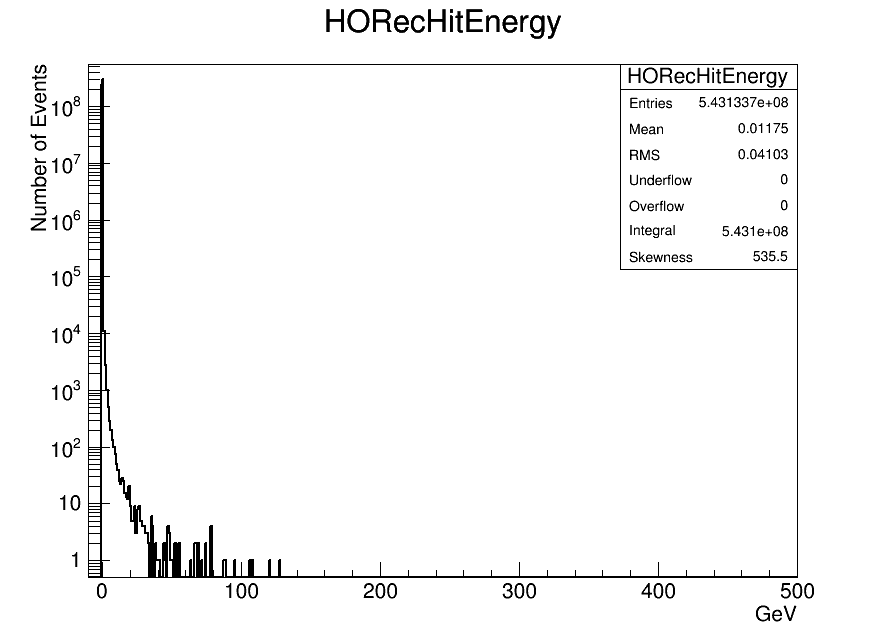 HORecHitEnergy
Number of Events
HORecHitEnergy
Entries 5.431337e+08
Mean 0.01175
RMS 0.04103
Underflow 0
Overflow 0
Integral 5.431e+08
Skewness 535.5
10^8
10^7
10^6
10^5
10^4
10^3
10^2
10
1
0 100 200 300 400 500
GeV